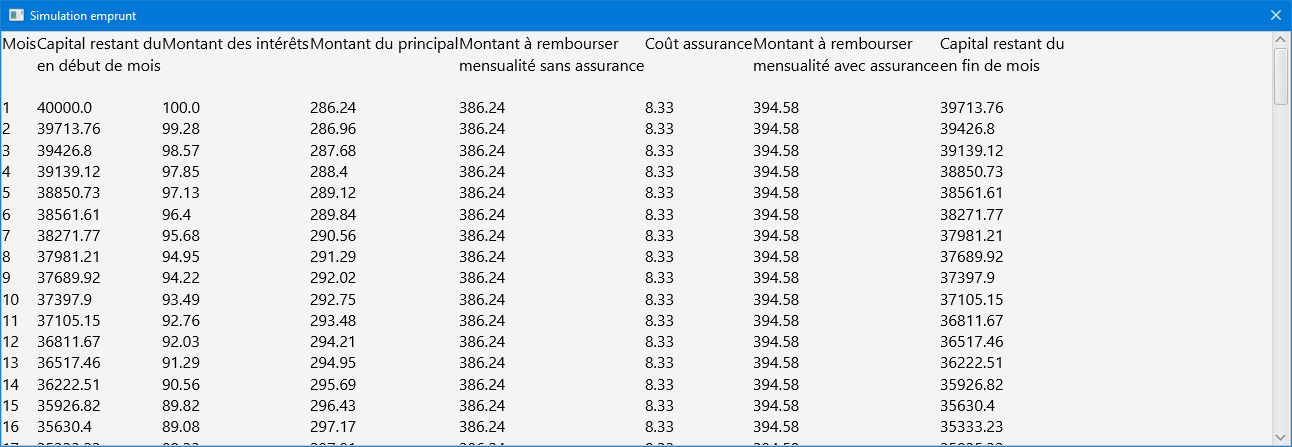 Simulation emprunt
Mois Capital restant du Montant des intérêts Montant du principal Montant à rembourser Coût assurance Montant à rembourser Capital restant du
en début de mois mensualité sans assurance mensualité avec assurance en fin de mois
1 40000.0 100.0 286.24 386.24 8.33 394.58 39713.76
2 39713.76 99.28 286.96 386.24 8.33 394.58 39426.8
3 39426.8 98.57 287.68 386.24 8.33 394.58 39139.12
4 39139.12 97.85 288.4 386.24 8.33 394.58 38850.73
5 38850.73 97.13 289.12 386.24 8.33 394.58 38561.61
6 38561.61 96.4 289.84 386.24 8.33 394.58 38271.77
7 38271.77 95.68 290.56 386.24 8.33 394.58 37981.21
8 37981.21 94.95 291.29 386.24 8.33 394.58 37689.92
9 37689.92 94.22 292.02 386.24 8.33 394.58 37397.9
10 37397.9 93.49 292.75 386.24 8.33 394.58 37105.15
11 37105.15 92.76 293.48 386.24 8.33 394.58 36811.67
12 36811.67 92.03 294.21 386.24 8.33 394.58 36517.46
13 36517.46 91.29 294.95 386.24 8.33 394.58 36222.51
14 36222.51 90.56 295.69 386.24 8.33 394.58 35926.82
15 35926.82 89.82 296.43 386.24 8.33 394.58 35630.4
16 35630.4 89.08 297.17 386.24 8.33 394.58 35333.23